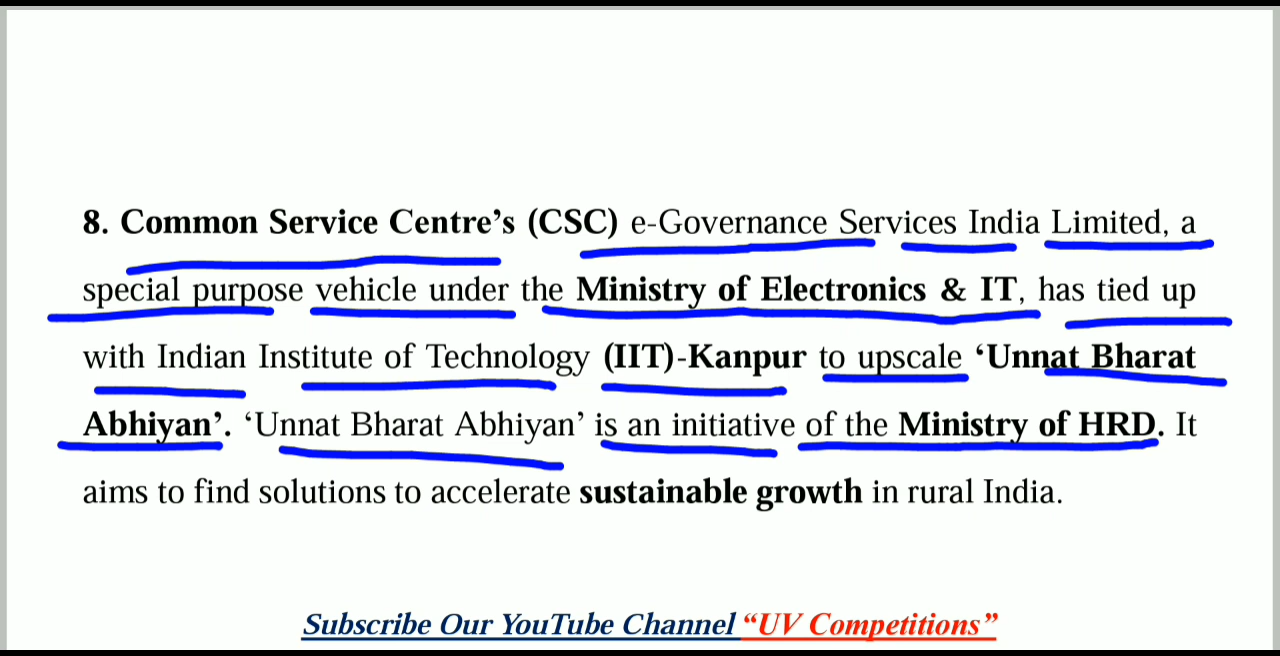 8. Common Service Centre’s (CSC) e-Governance Services India Limited, a
special purpose vehicle under the Ministry of Electronics & IT, has tied up
with Indian Institute of Technology (IIT)-Kanpur to upscale ‘Unnat Bharat
Abhiyan’. ‘Unnat Bharat Abhiyan’ is an initiative of the Ministry of HRD. It
aims to find solutions to accelerate sustainable growth in rural India.
Subscribe Our YouTube Channel “UV Competitions”